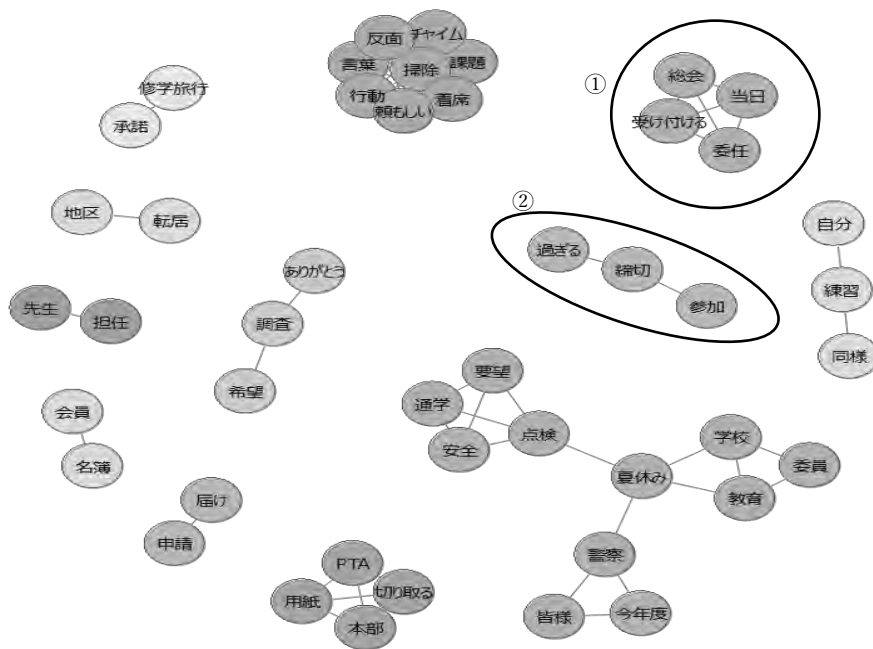 反面
チャイム
言葉
掃除
課題
行動
頼もしい
着席
修学旅行
承諾
①
総会
当日
受け付ける
委任
地区
転居
②
過ぎる
締切
参加
自分
練習
同様
ありがとう
調査
希望
先生
担任
会員
名簿
要望
通学
安全
点検
夏休み
学校
委員
教育
届け
申請
警察
皆様
今年度
PTA
用紙
切り取る
本部